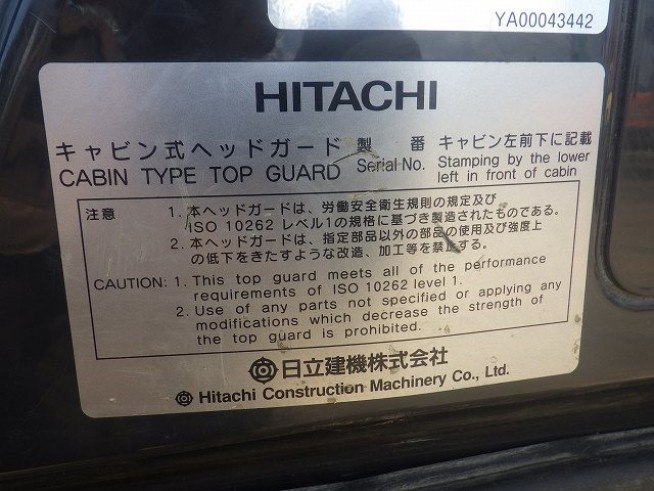 YA00043442
HITACHI
キャビン式ヘッドガード 製 番 キャビン左前下に記載
CABIN TYPE TOP GUARD Serial No. Stamping by the lower
left in front of cabin
注意 1. 本ヘッドガードは、労働安全衛生規則の規定及び
ISO 10262 レベル1の規格に基づき製造されたものである。
2. 本ヘッドガードは、指定部品以外の部品の使用及び強度上
の低下をきたすような改造、加工等を禁止する。
CAUTION: 1. This top guard meets all of the performance
requirements of ISO 10262 level 1.
2. Use of any parts not specified or applying any
modifications which decrease the strength of
the top guard is prohibited.
日立建機株式会社
Hitachi Construction Machinery Co., Ltd.